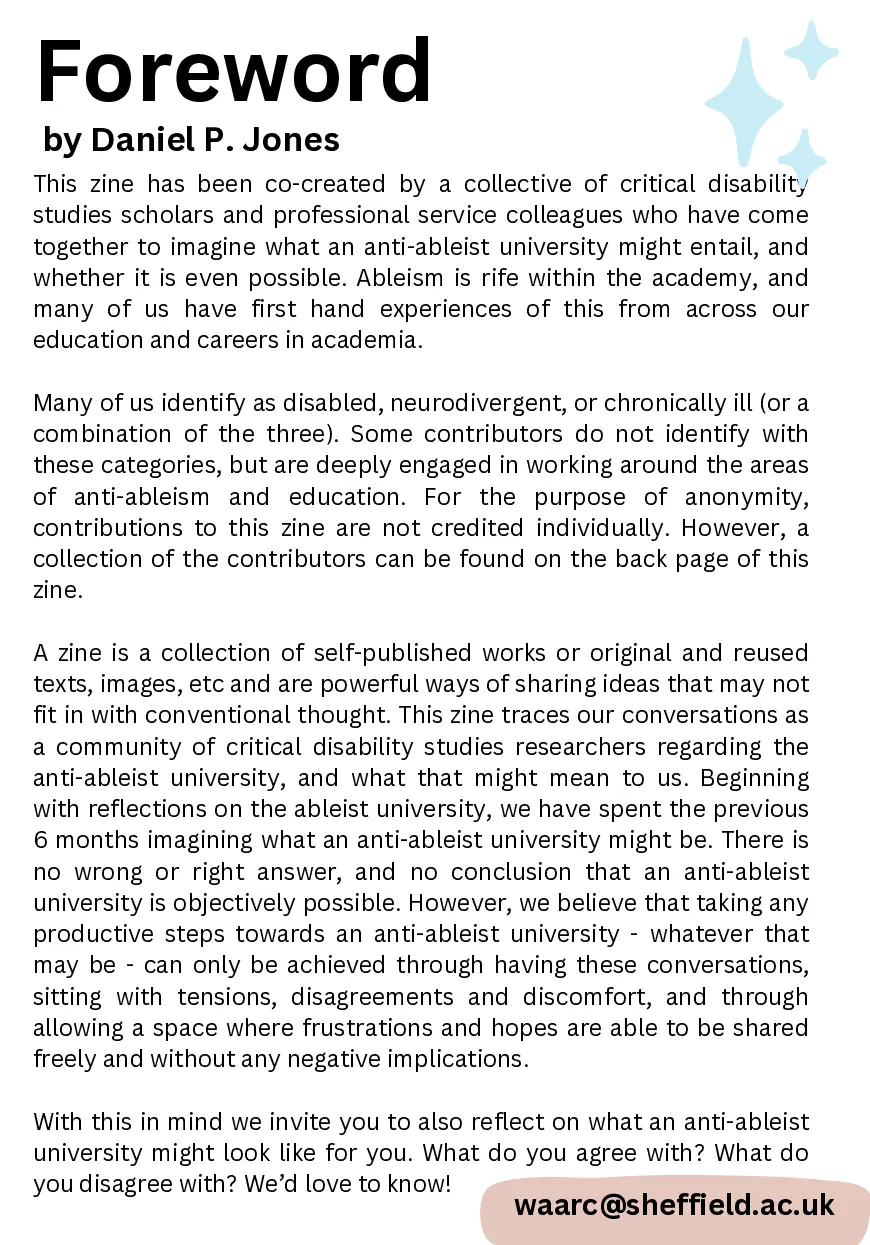 Foreword
by Daniel P. Jones
This zine has been co-created by a collective of critical disability
studies scholars and professional service colleagues who have come
together to imagine what an anti-ableist university might entail, and
whether it is even possible. Ableism is rife within the academy, and
many of us have first hand experiences of this from across our
education and careers in academia.
Many of us identify as disabled, neurodivergent, or chronically ill (or a
combination of the three). Some contributors do not identify with
these categories, but are deeply engaged in working around the areas
of anti-ableism and education. For the purpose of anonymity,
contributions to this zine are not credited individually. However, a
collection of the contributors can be found on the back page of this
zine.
A zine is a collection of self-published works or original and reused
texts, images, etc and are powerful ways of sharing ideas that may not
fit in with conventional thought. This zine traces our conversations as
a community of critical disability studies researchers regarding the
anti-ableist university, and what that might mean to us. Beginning
with reflections on the ableist university, we have spent the previous
6 months imagining what an anti-ableist university might be. There is
no wrong or right answer, and no conclusion that an anti-ableist
university is objectively possible. However, we believe that taking any
productive steps towards an anti-ableist university - whatever that
may be - can only be achieved through having these conversations,
sitting with tensions, disagreements and discomfort, and through
allowing a space where frustrations and hopes are able to be shared
freely and without any negative implications.
With this in mind we invite you to also reflect on what an anti-ableist
university might look like for you. What do you agree with? What do
you disagree with? We’d love to know!
waarc@sheffield.ac.uk